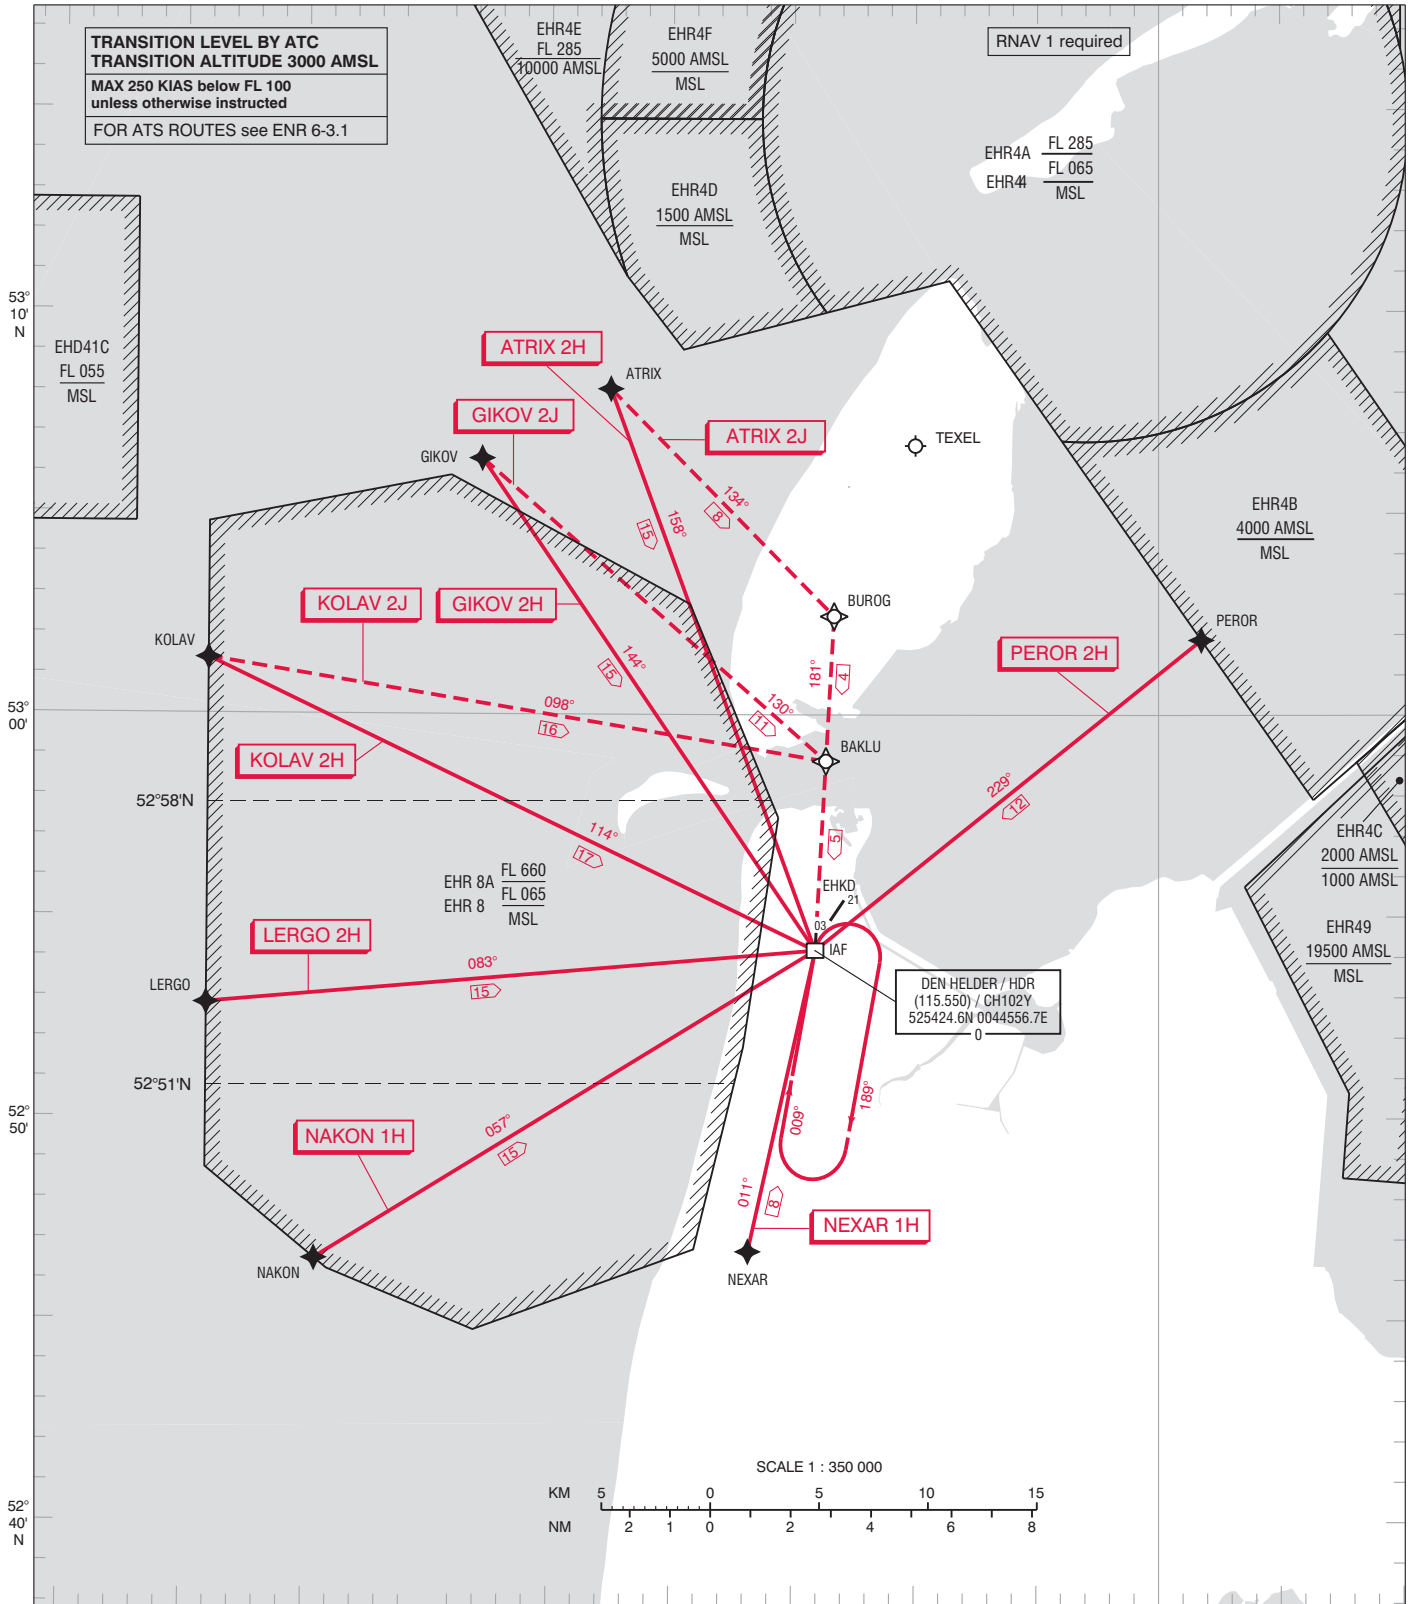 TRANSITION LEVEL BY ATC
TRANSITION ALTITUDE 3000 AMSL
MAX 250 KIAS below FL 100
unless otherwise instructed
FOR ATS ROUTES see ENR 6-3.1
EHR4E
FL 285
10000 AMSL
EHR4F
5000 AMSL
MSL
RNAV 1 required
EHR4A
FL 285
FL 065
MSL
EHR4D
1500 AMSL
MSL
53°
10'
N
EHD41C
FL 055
MSL
ATRIX 2H
ATRIX
GIKOV 2J
ATRIX 2J
TEXEL
GIKOV
134°
8
158°
15
EHR4B
4000 AMSL
MSL
KOLAV 2J
GIKOV 2H
BUROG
PEROR
KOLAV
144°
15
181°
4
PEROR 2H
098°
16
130°
11
53°
00'
KOLAV 2H
BAKLU
229°
12
52°58'N
114°
17
5
EHR4C
2000 AMSL
1000 AMSL
EHR 8A
FL 660
FL 065
EHR 8
MSL
EHKD
21
03
IAF
LERGO 2H
083°
15
LERGO
EHR49
19500 AMSL
MSL
DEN HELDER / HDR
(115.550) / CH102Y
525424.6N 0044556.7E
0
52°51'N
009°
189°
52°
50'
NAKON 1H
057°
15
011°
8
NEXAR 1H
NAKON
NEXAR
SCALE 1 : 350 000
KM 5 0 5 10 15
NM 2 1 0 2 4 6 8
52°
40'
N